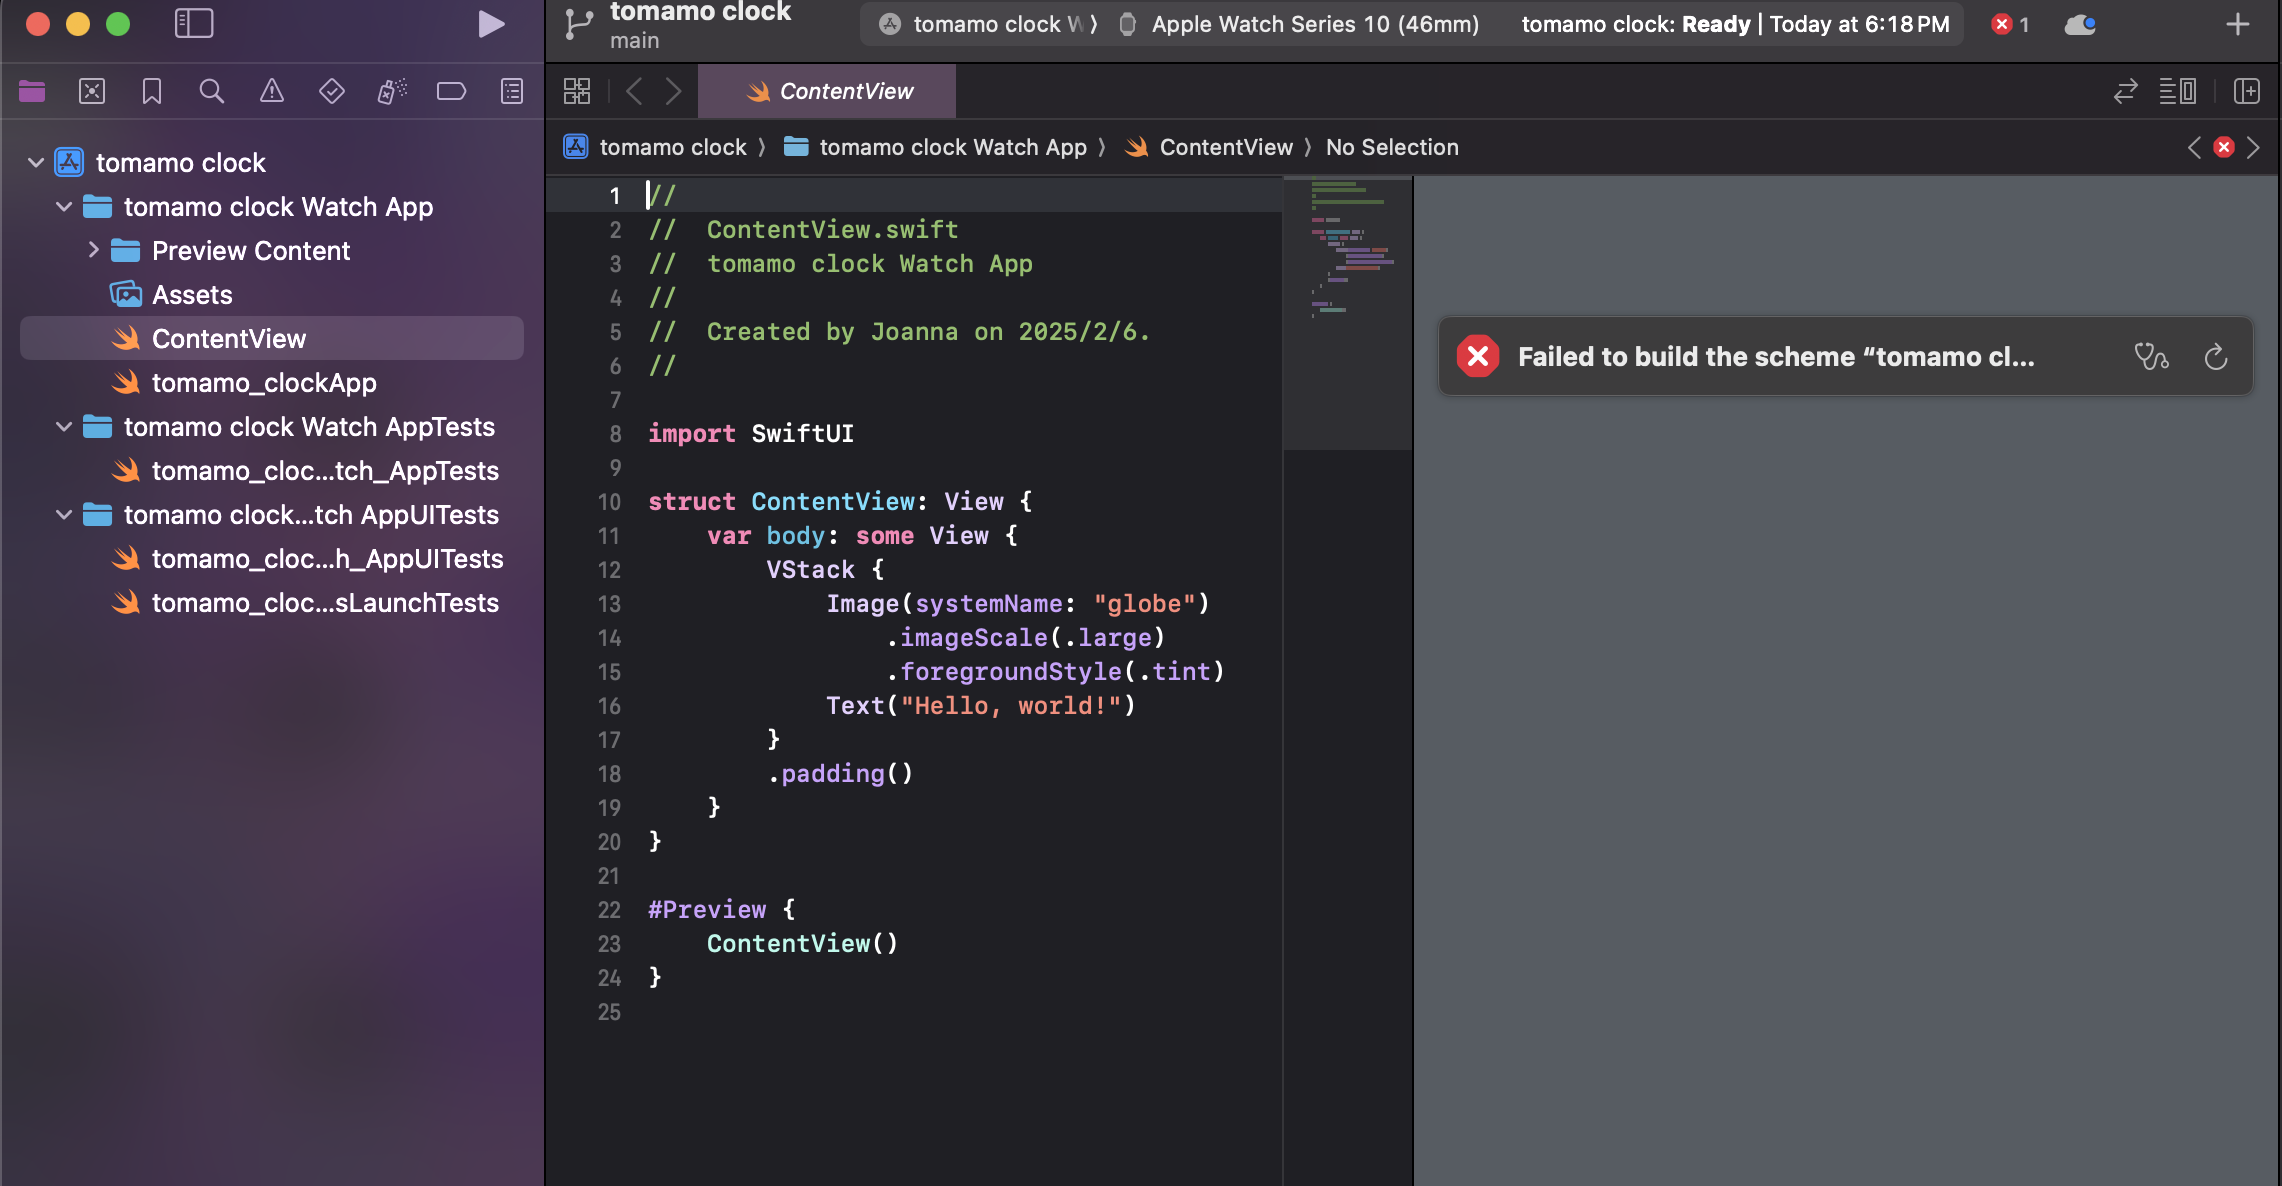 tomamo clock
main
tomamo clock W
Apple Watch Series 10 (46mm)
tomamo clock: Ready | Today at 6:18 PM
1
ContentView
tomamo clock
tomamo clock Watch App
ContentView
No Selection
tomamo clock
tomamo clock Watch App
Preview Content
Assets
ContentView
tomamo_clockApp
tomamo clock Watch AppTests
tomamo_cloc...tch_AppTests
tomamo clock...tch AppUITests
tomamo_cloc...h_AppUITests
tomamo_cloc...sLaunchTests
1 //
2 //  ContentView.swift
3 //  tomamo clock Watch App
4 //
5 //  Created by Joanna on 2025/2/6.
6 //
7
8 import SwiftUI
9
10 struct ContentView: View {
11     var body: some View {
12         VStack {
13             Image(systemName: "globe")
14                 .imageScale(.large)
15                 .foregroundStyle(.tint)
16             Text("Hello, world!")
17         }
18         .padding()
19     }
20 }
21
22 #Preview {
23     ContentView()
24 }
25
Failed to build the scheme “tomamo cl...